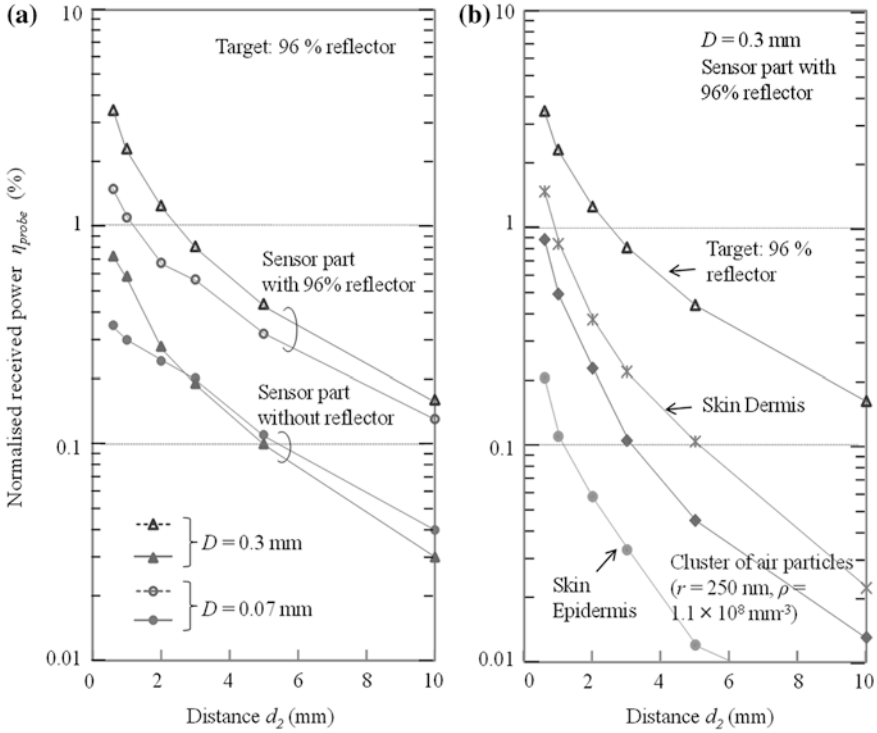 (a)
10
1
0.1
0.01
Normalised received power η_probe (%)
Target: 96 % reflector
Sensor part
with 96% reflector
Sensor part
without reflector
D = 0.3 mm
D = 0.07 mm
0 2 4 6 8 10
Distance d₂ (mm)
(b)
10
1
0.1
0.01
D = 0.3 mm
Sensor part with
96% reflector
Target: 96 %
reflector
Skin Dermis
Skin
Epidermis
Cluster of air particles
(r = 250 nm, ρ =
1.1 × 10⁸ mm⁻³)
0 2 4 6 8 10
Distance d₂ (mm)